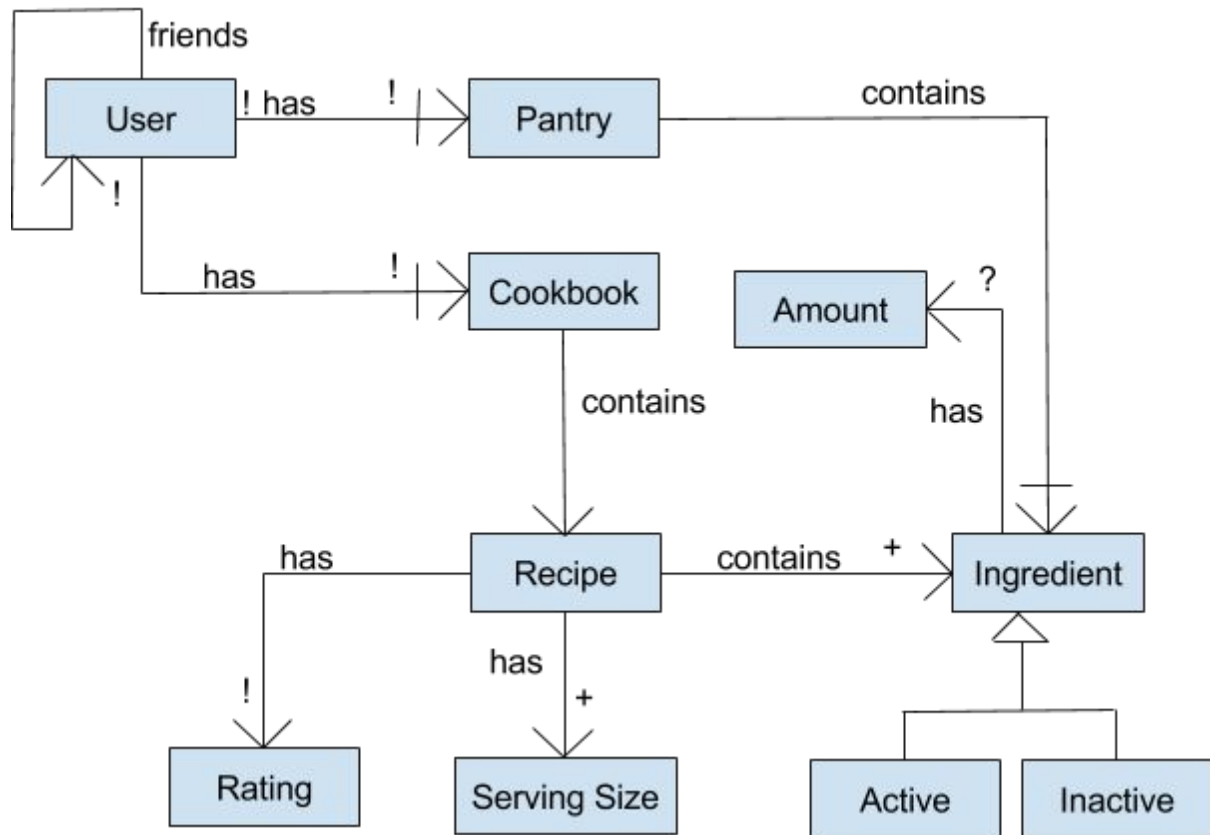 friends
User
! has
!
Pantry
contains
!
has
!
Cookbook
Amount
?
contains
has
has
Recipe
contains
+
Ingredient
has
!
+
Rating
Serving Size
Active
Inactive